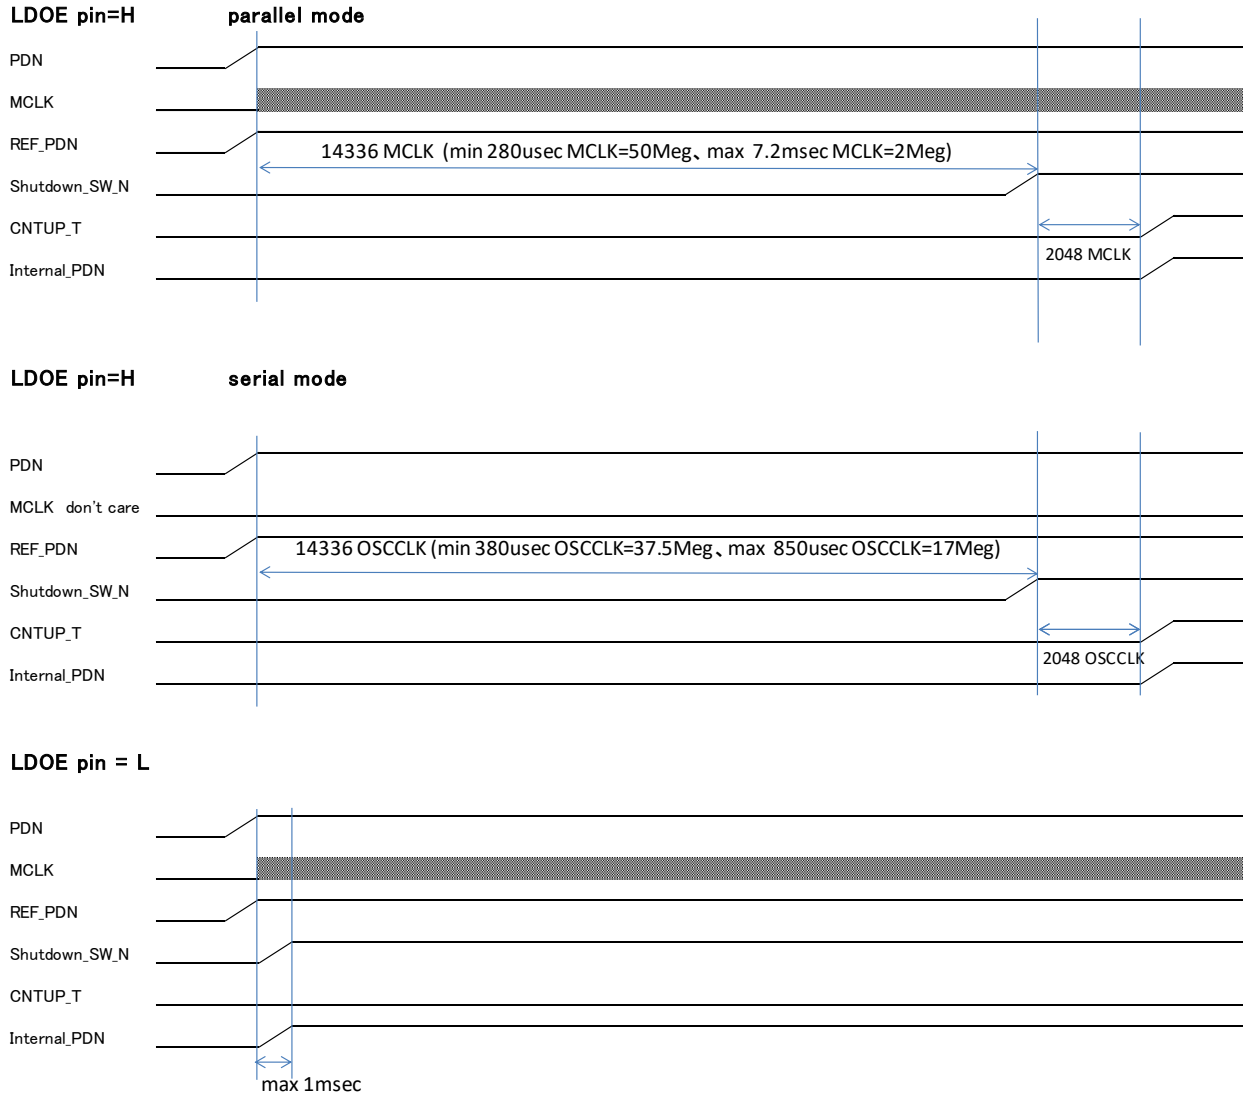 LDOE pin=H parallel mode
PDN
MCLK
REF_PDN
14336 MCLK (min 280usec MCLK=50Meg、max 7.2msec MCLK=2Meg)
Shutdown_SW_N
CNTUP_T
2048 MCLK
Internal_PDN
LDOE pin=H serial mode
PDN
MCLK don't care
REF_PDN
14336 OSCCLK (min 380usec OSCCLK=37.5Meg、max 850usec OSCCLK=17Meg)
Shutdown_SW_N
CNTUP_T
2048 OSCCLK
Internal_PDN
LDOE pin = L
PDN
MCLK
REF_PDN
Shutdown_SW_N
CNTUP_T
Internal_PDN
max 1msec